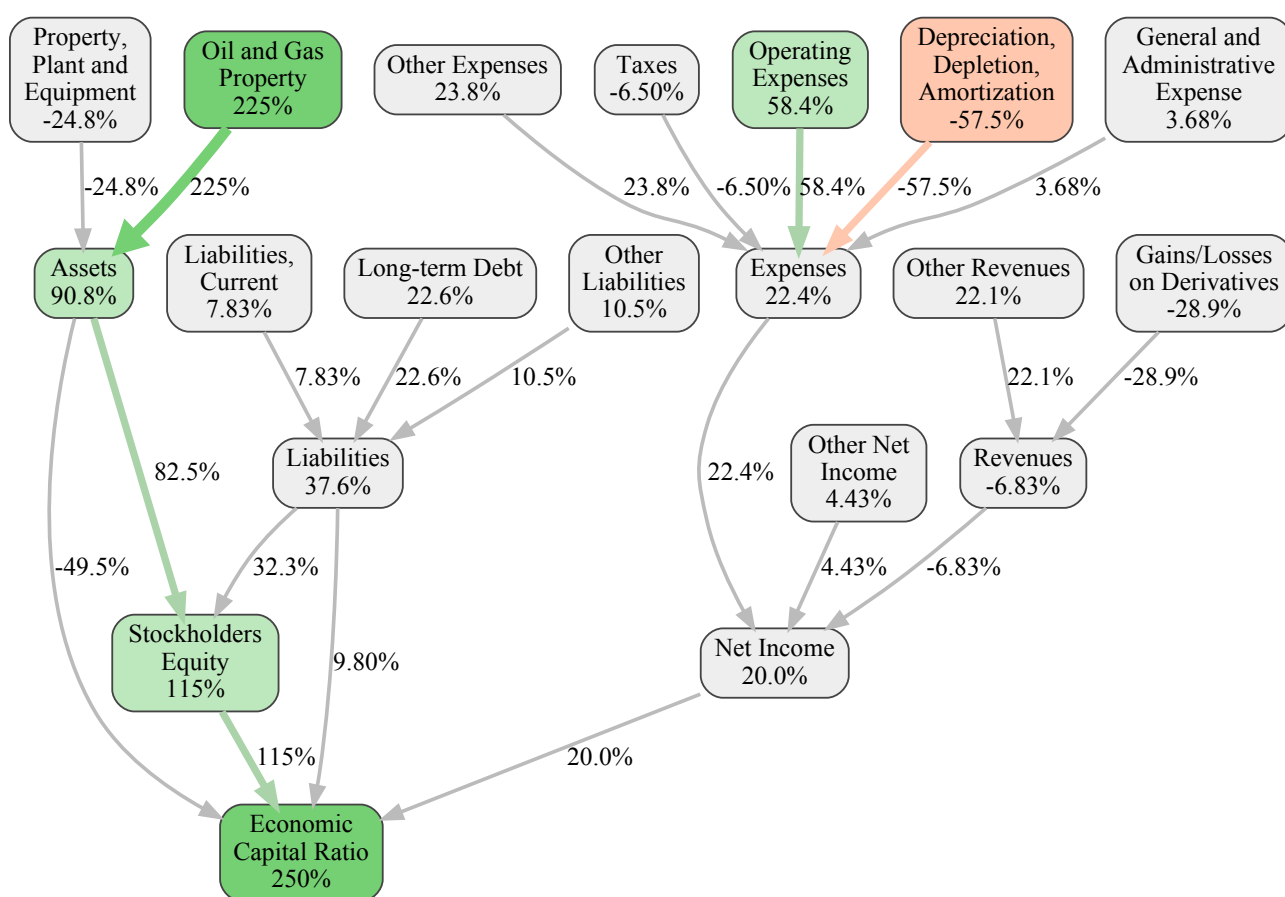 Property,
Plant and
Equipment
-24.8%
Oil and Gas
Property
225%
Other Expenses
23.8%
Taxes
-6.50%
Operating
Expenses
58.4%
Depreciation,
Depletion,
Amortization
-57.5%
General and
Administrative
Expense
3.68%
-24.8%
225%
23.8%
-6.50%
58.4%
-57.5%
3.68%
Assets
90.8%
Liabilities,
Current
7.83%
Long-term Debt
22.6%
Other
Liabilities
10.5%
Expenses
22.4%
Other Revenues
22.1%
Gains/Losses
on Derivatives
-28.9%
7.83%
22.6%
10.5%
22.1%
-28.9%
82.5%
Liabilities
37.6%
22.4%
Other Net
Income
4.43%
Revenues
-6.83%
-49.5%
32.3%
4.43%
-6.83%
Stockholders
Equity
115%
9.80%
Net Income
20.0%
115%
20.0%
Economic
Capital Ratio
250%